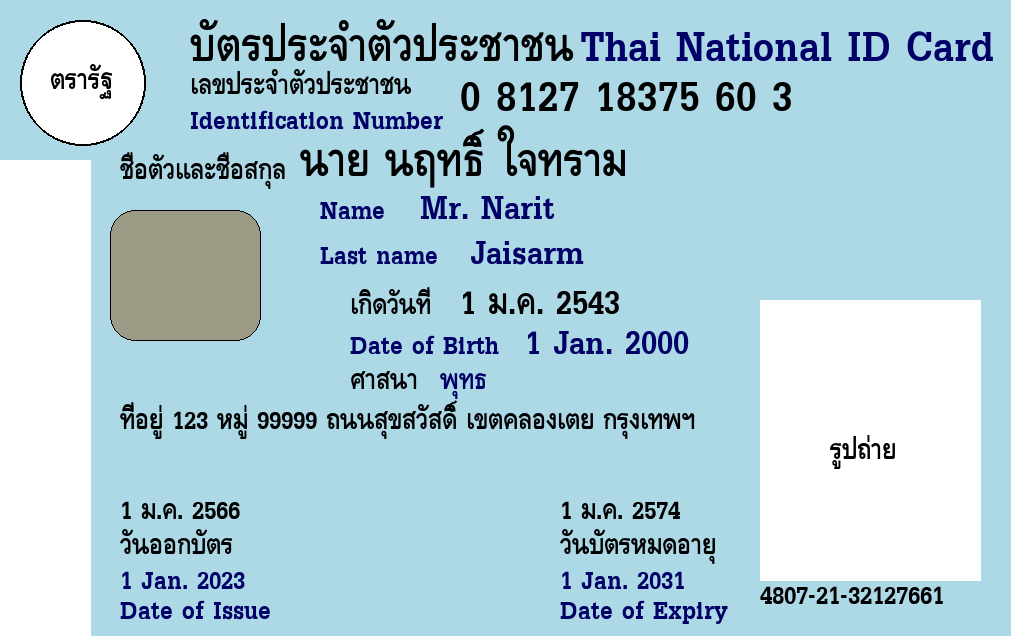 ตรารัฐ
บัตรประจำตัวประชาชน Thai National ID Card
เลขประจำตัวประชาชน
Identification Number 0 8127 18375 60 3
ชื่อตัวและชื่อสกุล นาย นฤทธิ์ ใจทราม
Name Mr. Narit
Last name Jaisarm
เกิดวันที่ 1 ม.ค. 2543
Date of Birth 1 Jan. 2000
ศาสนา พุทธ
ที่อยู่ 123 หมู่ 99999 ถนนสุขสวัสดิ์ เขตคลองเตย กรุงเทพฯ
รูปถ่าย
1 ม.ค. 2566
วันออกบัตร
1 Jan. 2023
Date of Issue
1 ม.ค. 2574
วันบัตรหมดอายุ
1 Jan. 2031
Date of Expiry
4807-21-32127661